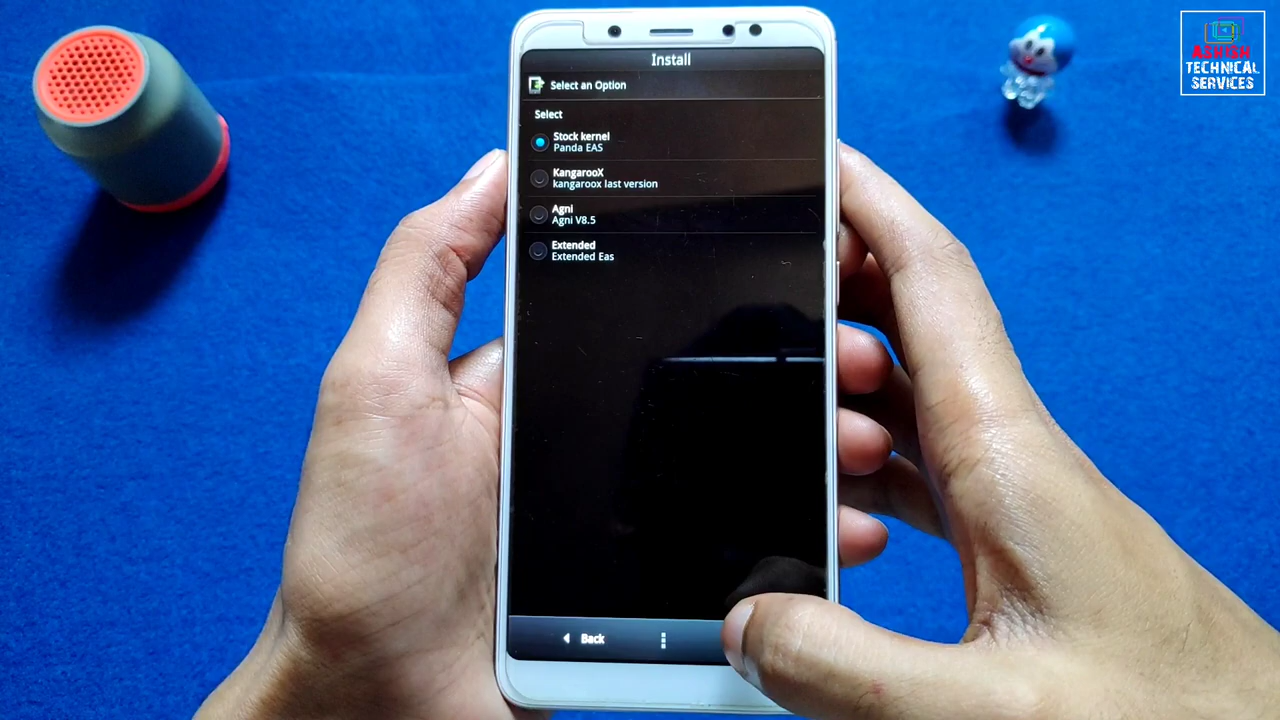 Install
Select an Option
Select
Stock kernel
Panda EAS
KangarooX
kangaroox last version
Agni
Agni V8.5
Extended
Extended Eas
Back
ASHISH
TECHNICAL
SERVICES